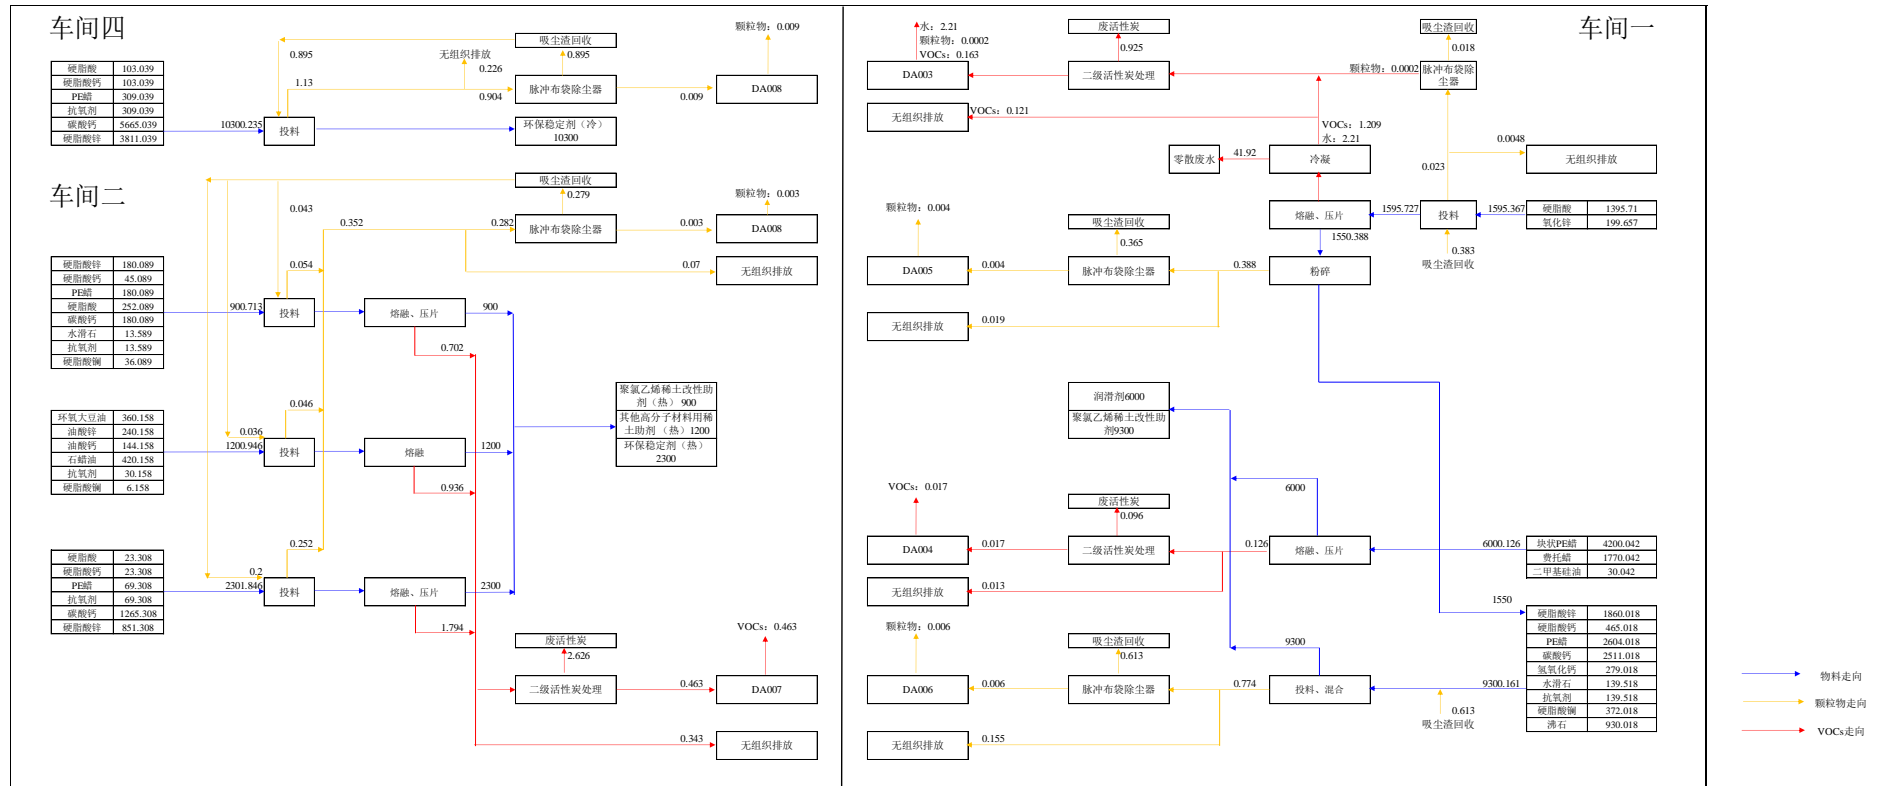 车间四
颗粒物：0.009
吸尘渣回收
0.895
无组织排放
0.895
0.226
硬脂酸 103.039
硬脂酸钙 103.039
PE蜡 309.039
抗氧剂 309.039
碳酸钙 5665.039
硬脂酸锌 3811.039
1.13
0.904
脉冲布袋除尘器
0.009
DA008
10300.235
投料
环保稳定剂（冷）
10300
车间二
吸尘渣回收
0.279
颗粒物：0.003
0.043
0.352
0.282
脉冲布袋除尘器
0.003
DA008
0.054
0.07
无组织排放
硬脂酸锌 180.089
硬脂酸钙 45.089
PE蜡 180.089
硬脂酸 252.089
碳酸钙 180.089
水滑石 13.589
抗氧剂 13.589
硬脂酸镧 36.089
900.713
投料
熔融、压片
900
0.702
环氧大豆油 360.158
油酸锌 240.158
油酸钙 144.158
石蜡油 420.158
抗氧剂 30.158
硬脂酸镧 6.158
0.046
0.036
1200.946
投料
熔融
1200
0.936
聚氯乙烯稀土改性助
剂（热） 900
其他高分子材料用稀
土助剂 （热）1200
环保稳定剂（热）
2300
硬脂酸 23.308
硬脂酸钙 23.308
PE蜡 69.308
抗氧剂 69.308
碳酸钙 1265.308
硬脂酸锌 851.308
0.252
0.2
2301.846
投料
熔融、压片
2300
1.794
废活性炭
2.626
VOCs：0.463
二级活性炭处理
0.463
DA007
0.343
无组织排放
车间一
水：2.21
颗粒物：0.0002
VOCs：0.163
废活性炭
0.925
吸尘渣回收
0.018
DA003
二级活性炭处理
颗粒物：0.0002
脉冲布袋除
尘器
无组织排放
VOCs：0.121
VOCs：1.209
水：2.21
零散废水
41.92
冷凝
0.023
0.0048
无组织排放
颗粒物：0.004
吸尘渣回收
0.365
熔融、压片
1595.727
投料
1595.367
硬脂酸 1395.71
氧化锌 199.657
1550.388
0.383
吸尘渣回收
DA005
0.004
脉冲布袋除尘器
0.388
粉碎
无组织排放
0.019
润滑剂6000
聚氯乙烯稀土改性助
剂9300
6000
VOCs：0.017
废活性炭
0.096
DA004
0.017
二级活性炭处理
0.126
熔融、压片
6000.126
块状PE蜡 4200.042
费托蜡 1770.042
二甲基硅油 30.042
无组织排放
0.013
1550
颗粒物：0.006
吸尘渣回收
0.613
9300
DA006
0.006
脉冲布袋除尘器
0.774
投料、混合
9300.161
0.613
吸尘渣回收
硬脂酸锌 1860.018
硬脂酸钙 465.018
PE蜡 2604.018
碳酸钙 2511.018
氢氧化钙 279.018
水滑石 139.518
抗氧剂 139.518
硬脂酸镧 372.018
沸石 930.018
无组织排放
0.155
物料走向
颗粒物走向
VOCs走向